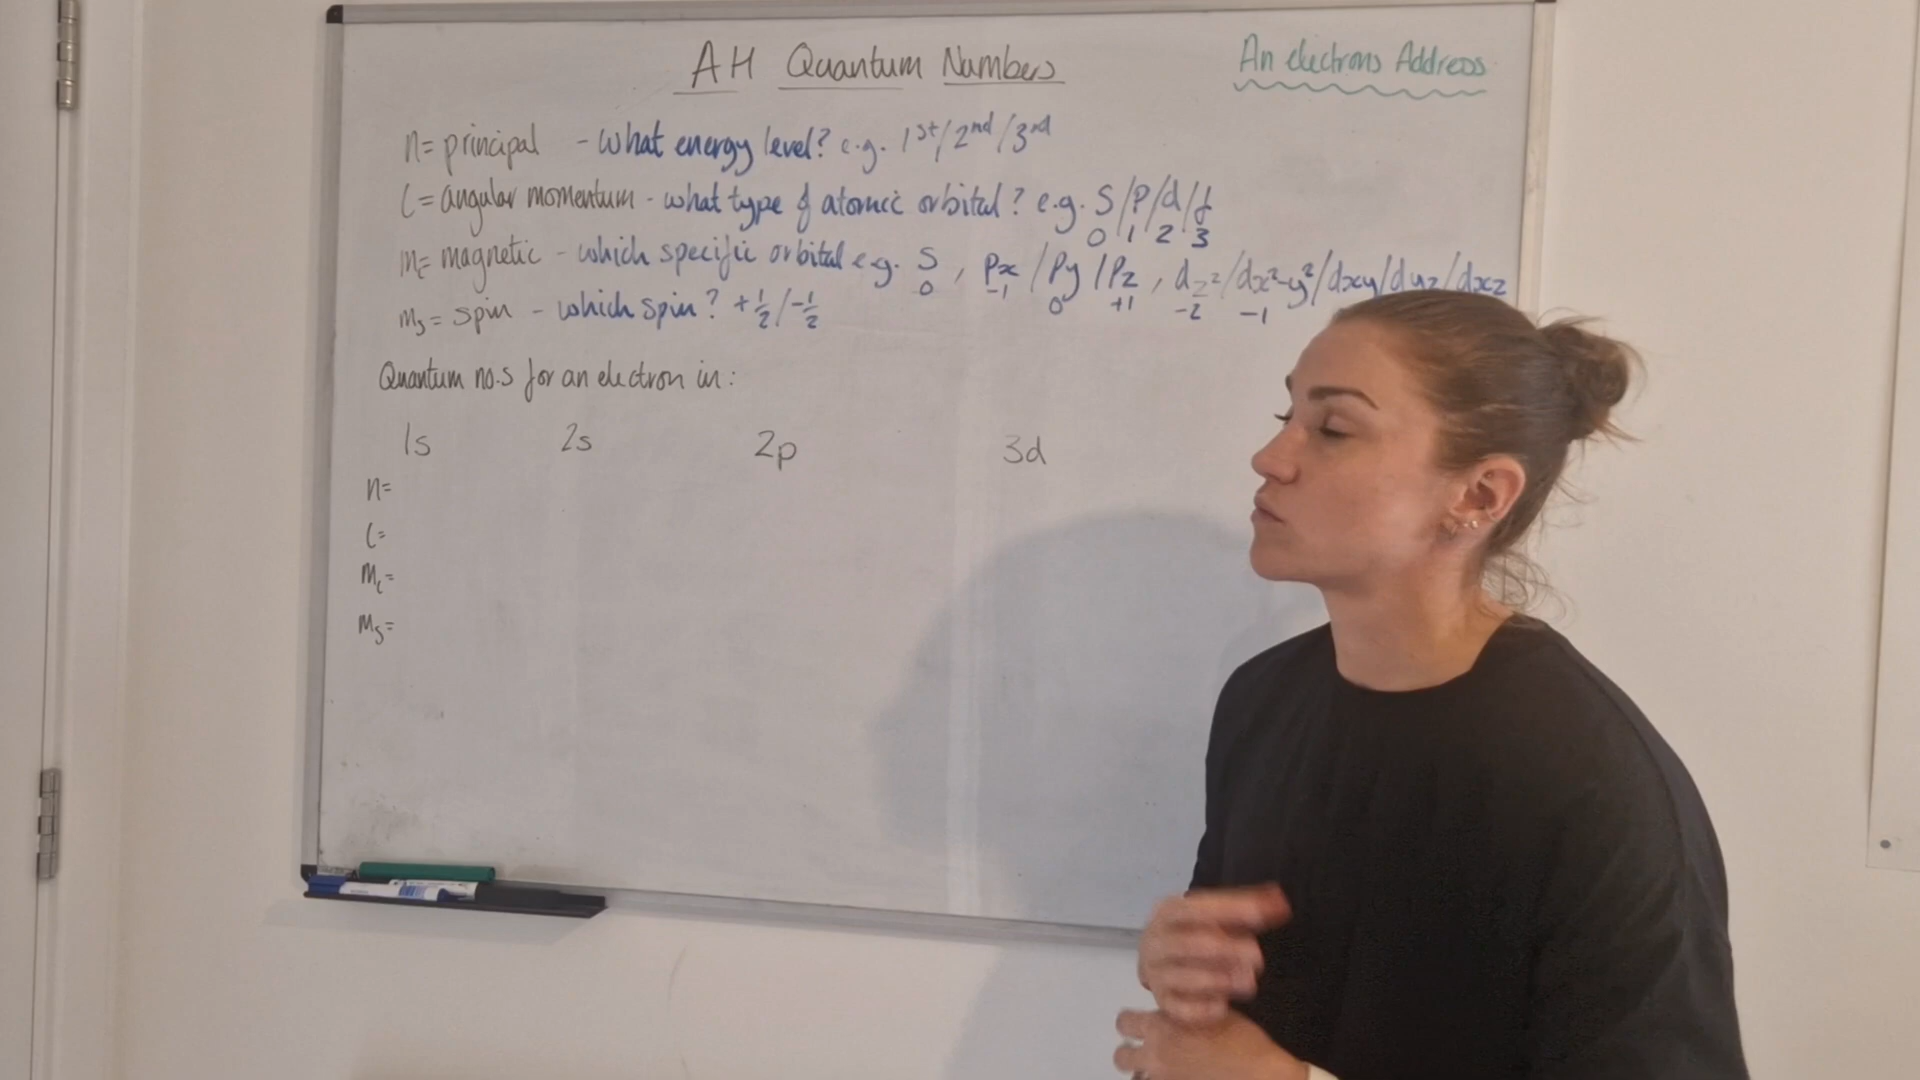 AH Quantum Numbers
An electrons Address
n= principal - What energy level? e.g. 1st/2nd/3rd
l= angular momentum - what type of atomic orbital? e.g. s/p/d/f
0 1 2 3
ml= magnetic - which specific orbital e.g. s, px/py/pz, dz²/dx²-y²/dxy/dyz/dxz
0 -1 0 +1 -2 -1
ms= spin - which spin? +1/2/-1/2
Quantum no.s for an electron in:
1s 2s 2p 3d
n=
l=
ml=
ms=